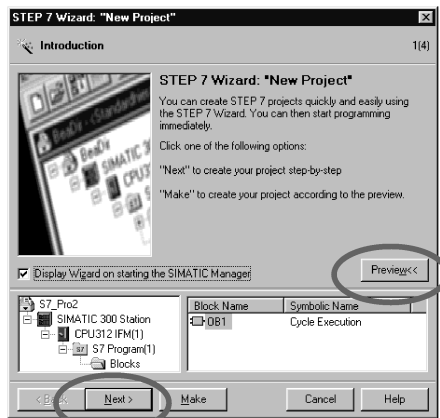 STEP 7 Wizard: "New Project"
Introduction
1(4)
STEP 7 Wizard: "New Project"
You can create STEP 7 projects quickly and easily using
the STEP 7 Wizard. You can then start programming
immediately.
Click one of the following options:
"Next" to create your project step-by-step
"Make" to create your project according to the preview.
Display Wizard on starting the SIMATIC Manager
Preview<<
S7_Pro2
SIMATIC 300 Station
CPU312 IFM(1)
S7 Program(1)
Blocks
Block Name Symbolic Name
OB1 Cycle Execution
Next >
Make
Cancel
Help